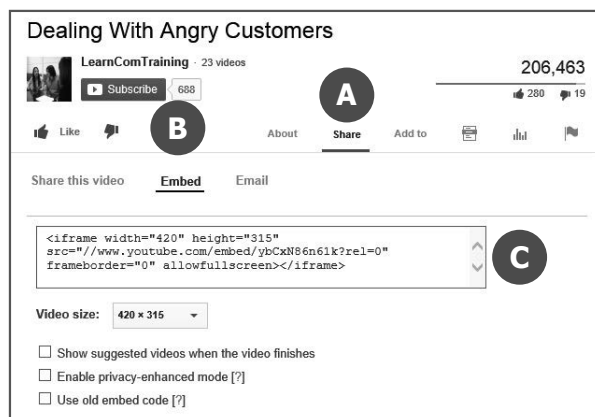 Dealing With Angry Customers
LearnComTraining · 23 videos
Subscribe 688
206,463
280 19
A
B
Like
About Share Add to
Share this video Embed Email
<iframe width="420" height="315"
src="//www.youtube.com/embed/ybCxN86n61k?rel=0"
frameborder="0" allowfullscreen></iframe>
C
Video size: 420 × 315
Show suggested videos when the video finishes
Enable privacy-enhanced mode [?]
Use old embed code [?]